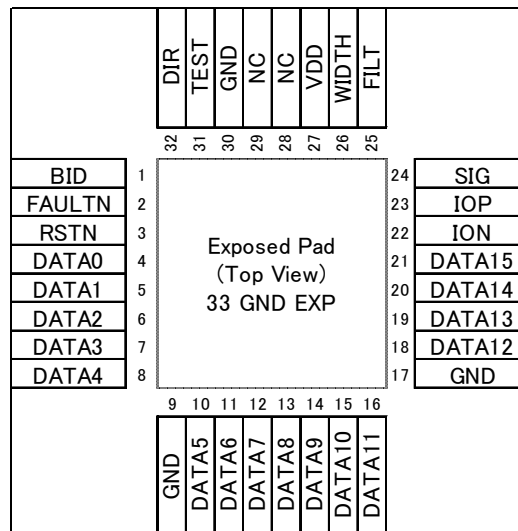 DIR TEST GND NC NC VDD WIDTH FILT
32 31 30 29 28 27 26 25
BID 1
FAULTN 2
RSTN 3
DATA0 4
DATA1 5
DATA2 6
DATA3 7
DATA4 8
Exposed Pad
(Top View)
33 GND EXP
24 SIG
23 IOP
22 ION
21 DATA15
20 DATA14
19 DATA13
18 DATA12
17 GND
9 10 11 12 13 14 15 16
GND DATA5 DATA6 DATA7 DATA8 DATA9 DATA10 DATA11